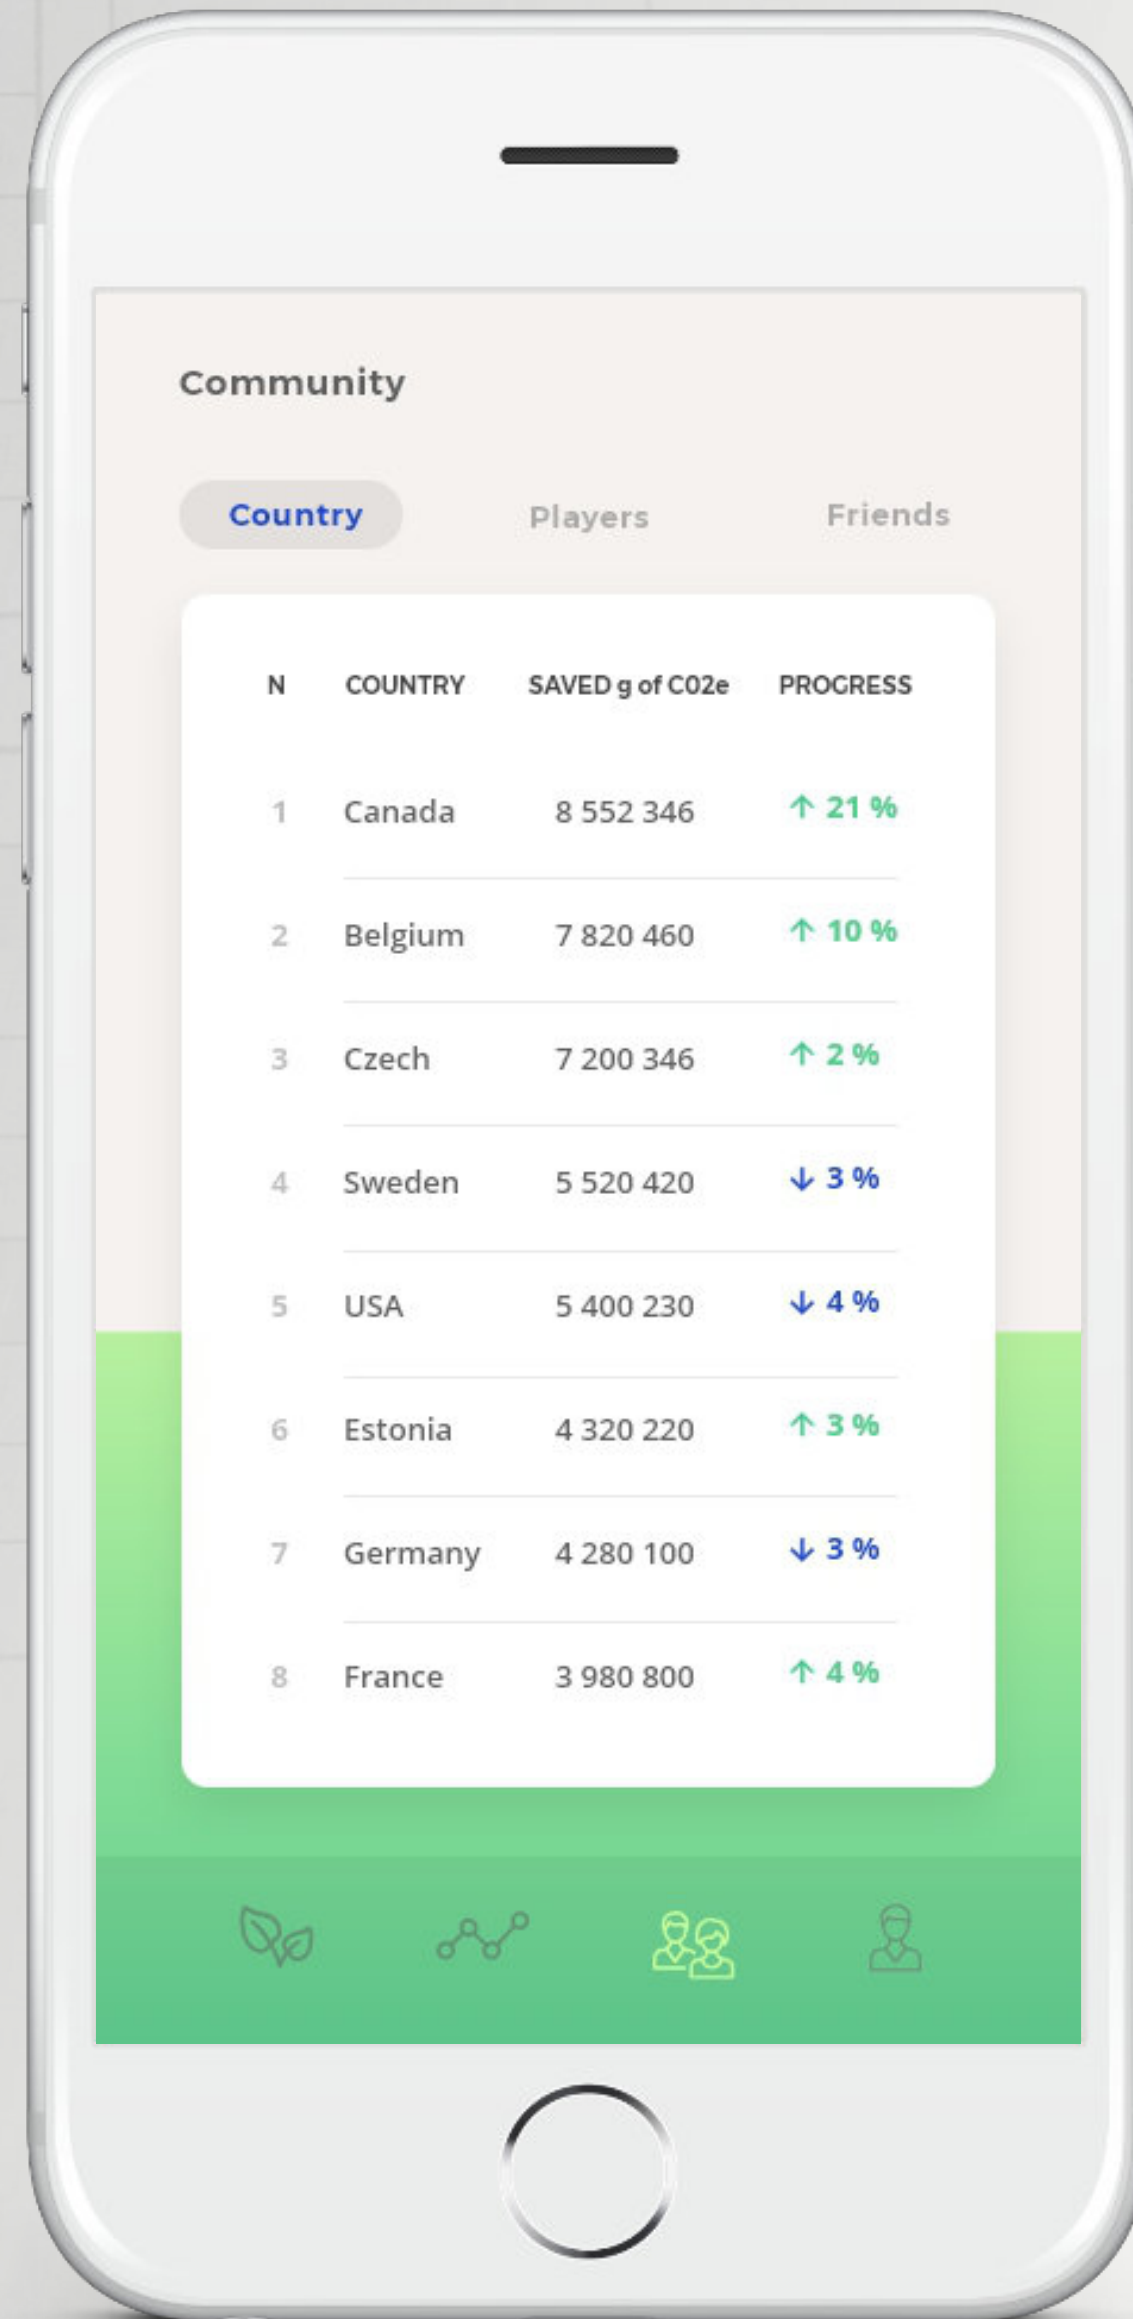 Community
Country Players Friends
N COUNTRY SAVED g of C02e PROGRESS
1 Canada 8 552 346 ↑ 21 %
2 Belgium 7 820 460 ↑ 10 %
3 Czech 7 200 346 ↑ 2 %
4 Sweden 5 520 420 ↓ 3 %
5 USA 5 400 230 ↓ 4 %
6 Estonia 4 320 220 ↑ 3 %
7 Germany 4 280 100 ↓ 3 %
8 France 3 980 800 ↑ 4 %